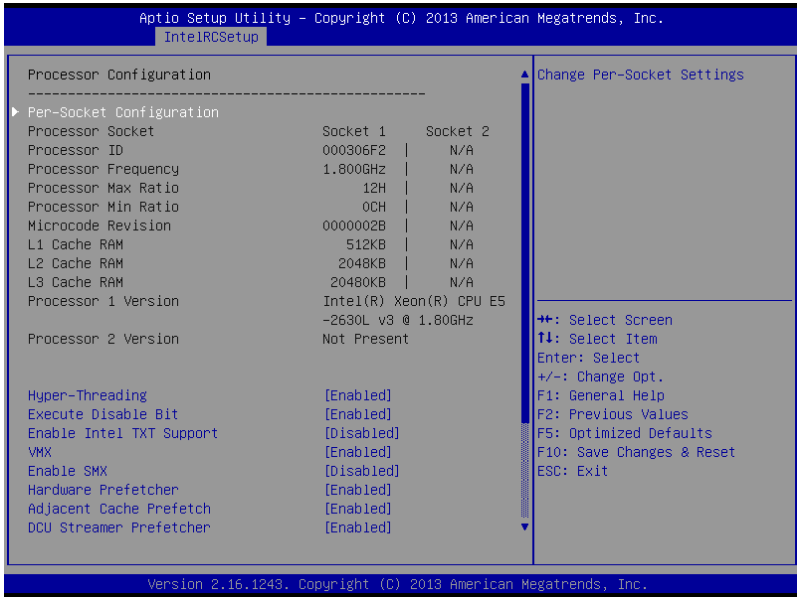 Aptio Setup Utility – Copyright (C) 2013 American Megatrends, Inc.
IntelRCSetup
Processor Configuration
--------------------------------------------------
Per-Socket Configuration
Processor Socket Socket 1 Socket 2
Processor ID 000306F2 | N/A
Processor Frequency 1.800GHz | N/A
Processor Max Ratio 12H | N/A
Processor Min Ratio 0CH | N/A
Microcode Revision 0000002B | N/A
L1 Cache RAM 512KB | N/A
L2 Cache RAM 2048KB | N/A
L3 Cache RAM 20480KB | N/A
Processor 1 Version Intel(R) Xeon(R) CPU E5
-2630L v3 @ 1.80GHz
Processor 2 Version Not Present
Hyper-Threading [Enabled]
Execute Disable Bit [Enabled]
Enable Intel TXT Support [Disabled]
VMX [Enabled]
Enable SMX [Disabled]
Hardware Prefetcher [Enabled]
Adjacent Cache Prefetch [Enabled]
DCU Streamer Prefetcher [Enabled]
Change Per-Socket Settings
→←: Select Screen
↑↓: Select Item
Enter: Select
+/-: Change Opt.
F1: General Help
F2: Previous Values
F5: Optimized Defaults
F10: Save Changes & Reset
ESC: Exit
Version 2.16.1243. Copyright (C) 2013 American Megatrends, Inc.